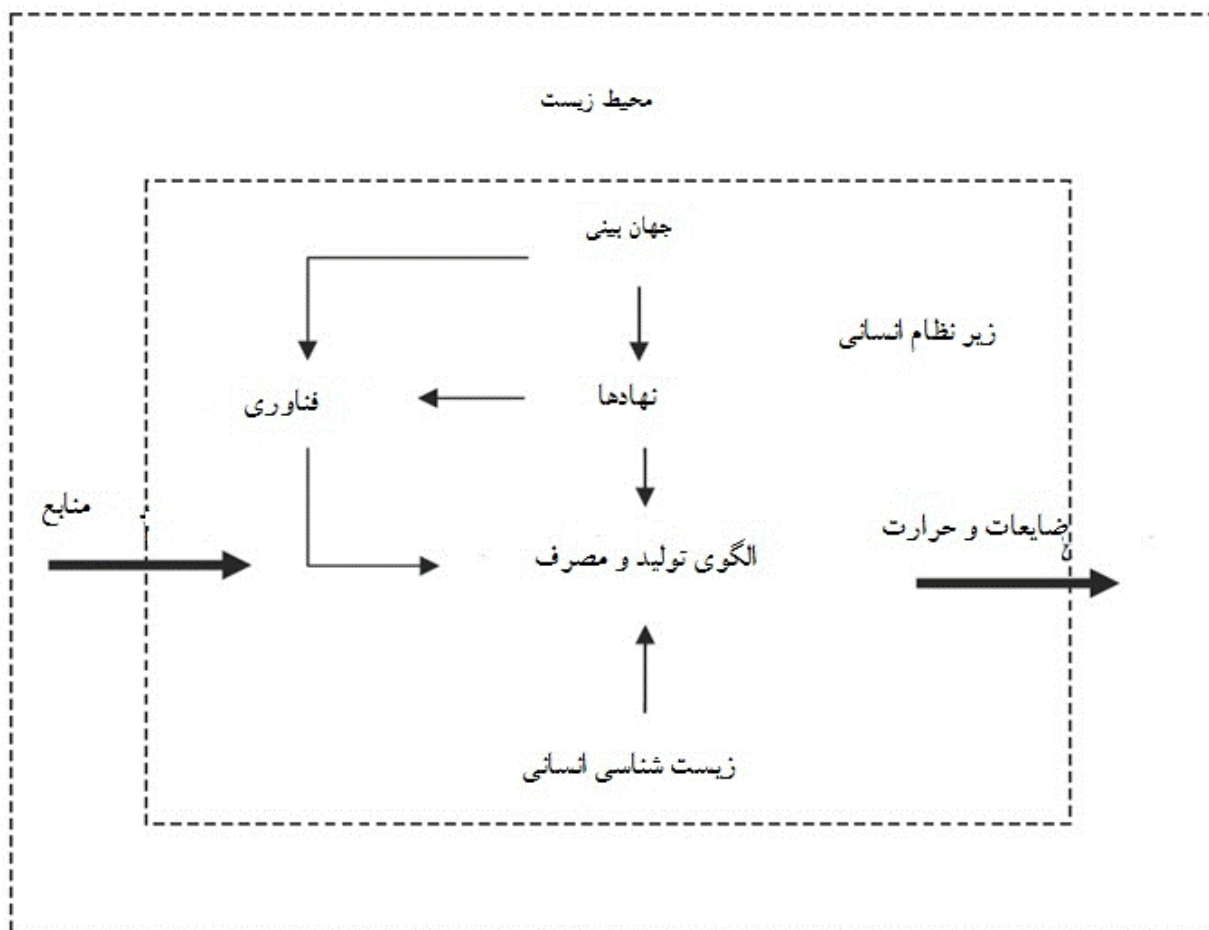 محیط زیست
جهان بینی
زیر نظام انسانی
نهادها
فناوری
منابع
ضایعات و حرارت
الگوی تولید و مصرف
زیست شناسی انسانی